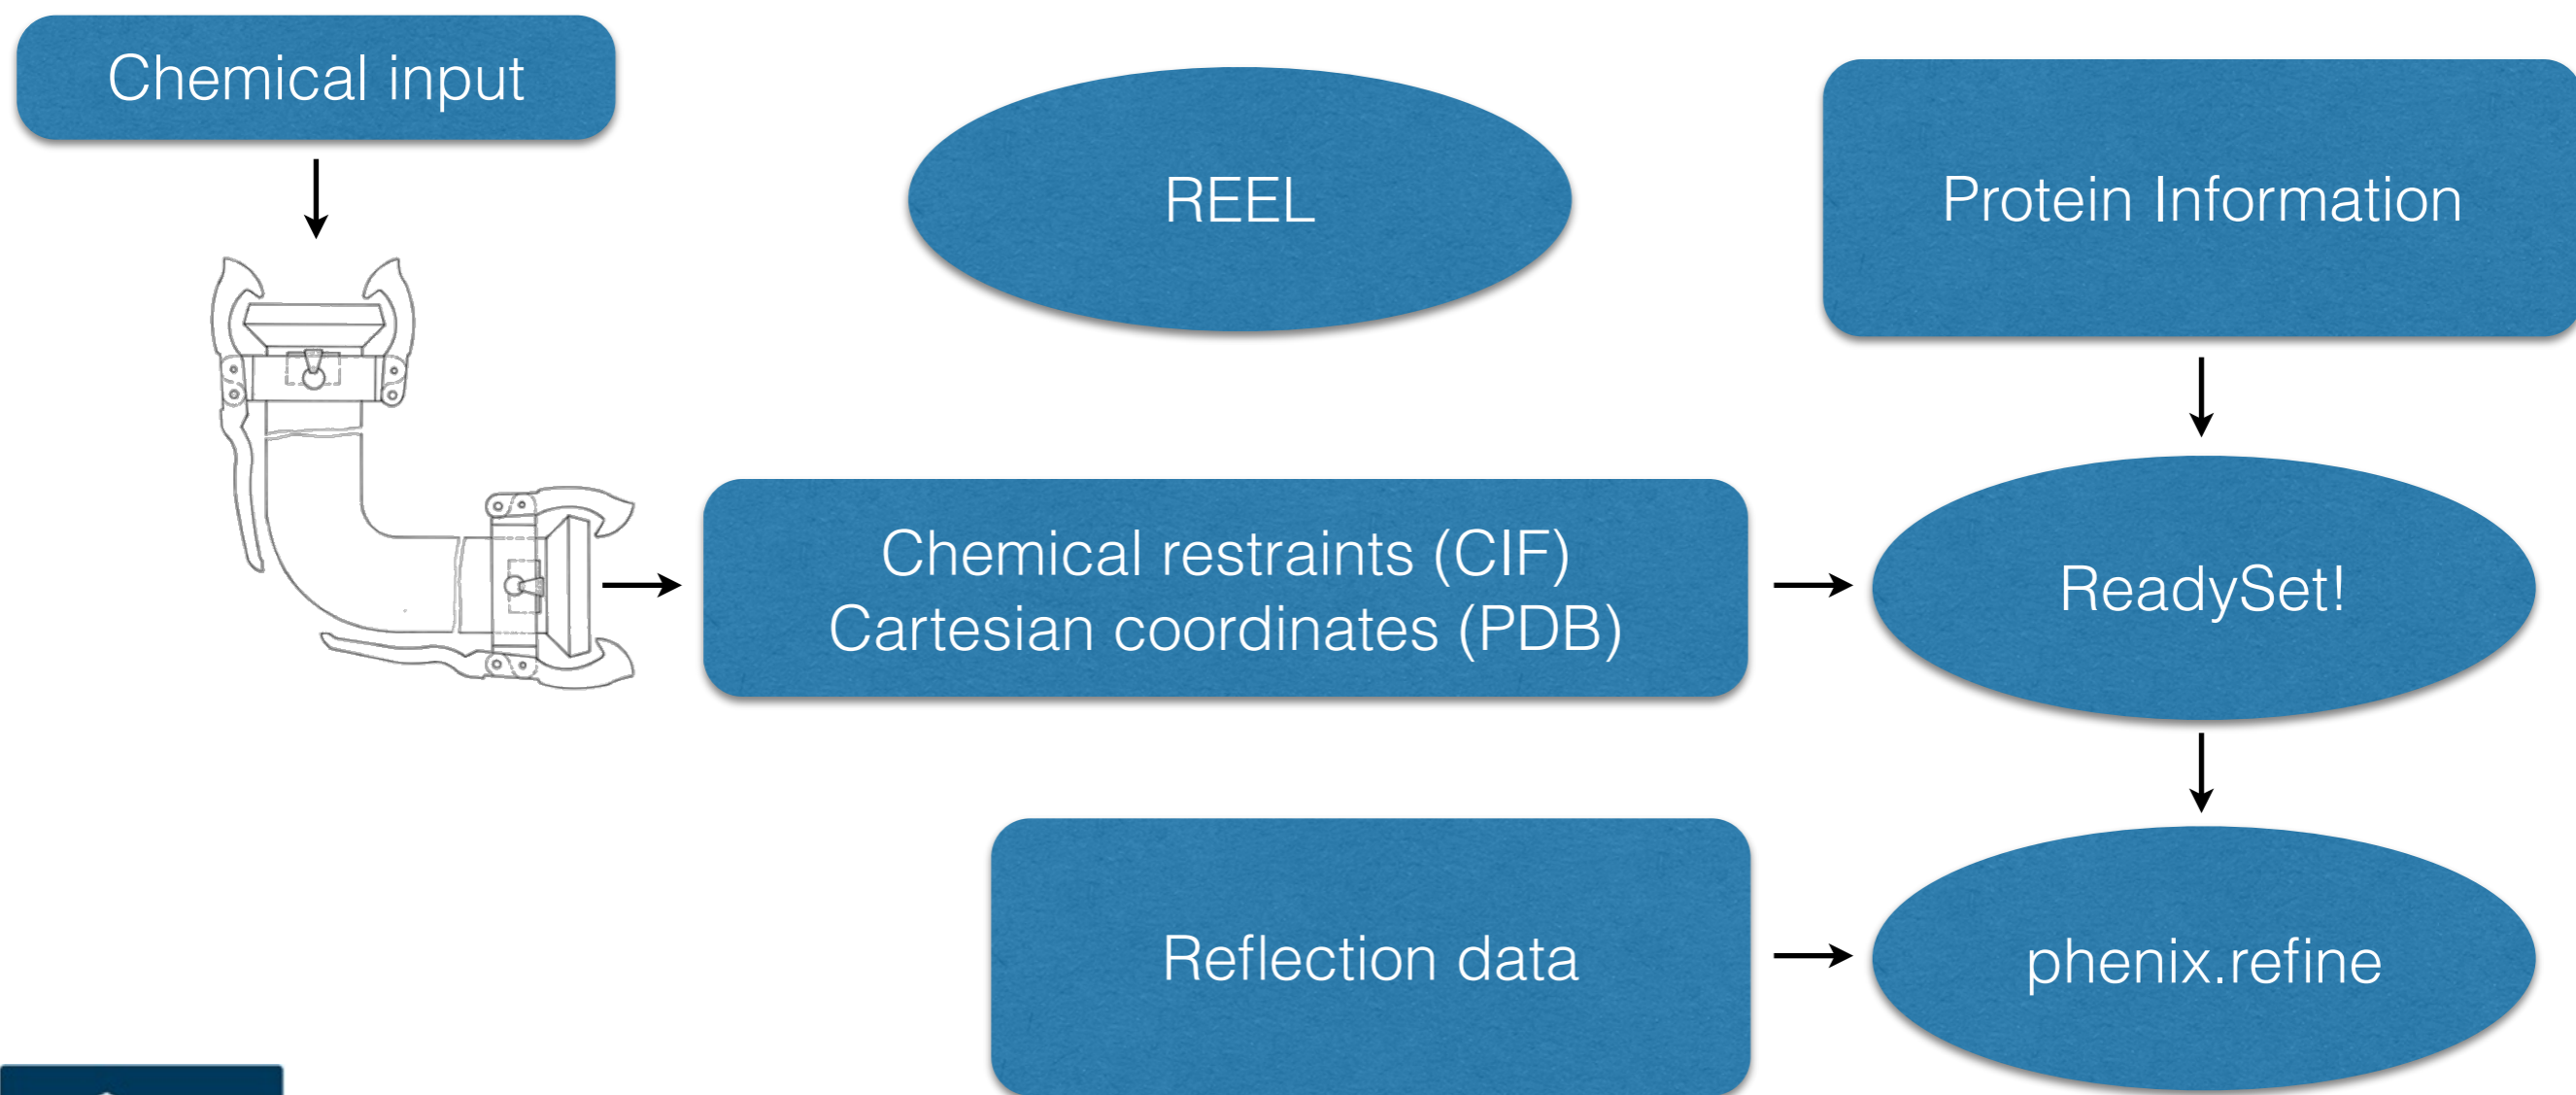 Chemical input
REEL
Protein Information
Chemical restraints (CIF)
Cartesian coordinates (PDB)
ReadySet!
Reflection data
phenix.refine